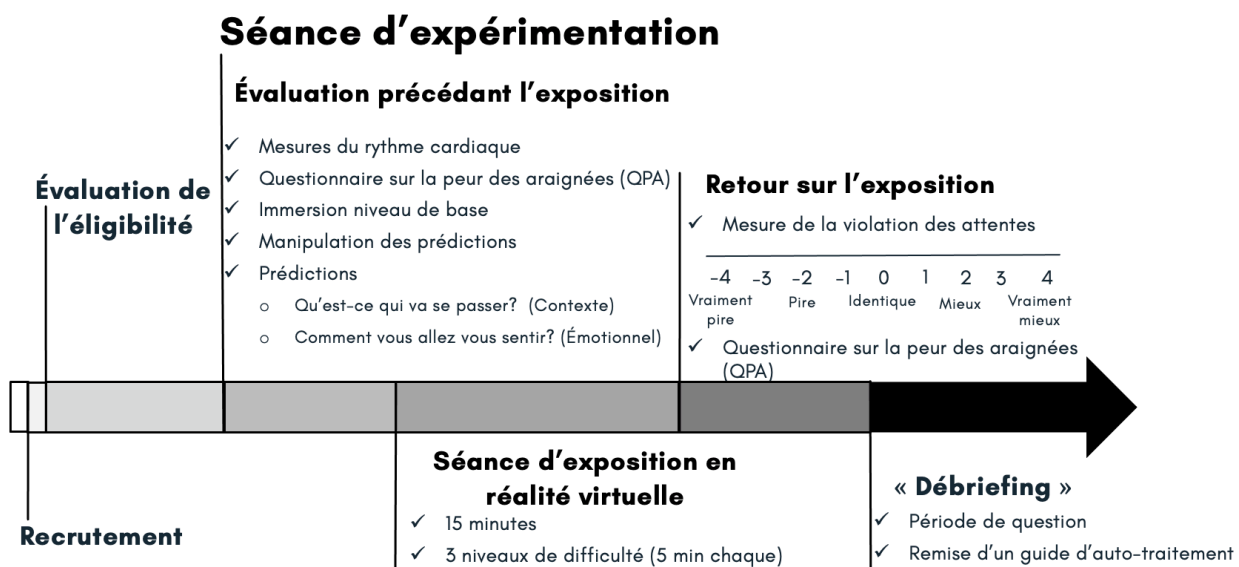 Séance d’expérimentation
Évaluation précédant l’exposition
✓ Mesures du rythme cardiaque
✓ Questionnaire sur la peur des araignées (QPA)
✓ Immersion niveau de base
✓ Manipulation des prédictions
✓ Prédictions
o Qu’est-ce qui va se passer? (Contexte)
o Comment vous allez vous sentir? (Émotionnel)
Évaluation de
l’éligibilité
Retour sur l’exposition
✓ Mesure de la violation des attentes
-4 -3 -2 -1 0 1 2 3 4
Vraiment Pire Identique Mieux Vraiment
pire mieux
✓ Questionnaire sur la peur des araignées
(QPA)
Recrutement
Séance d’exposition en
réalité virtuelle
✓ 15 minutes
✓ 3 niveaux de difficulté (5 min chaque)
« Débriefing »
✓ Période de question
✓ Remise d’un guide d’auto-traitement